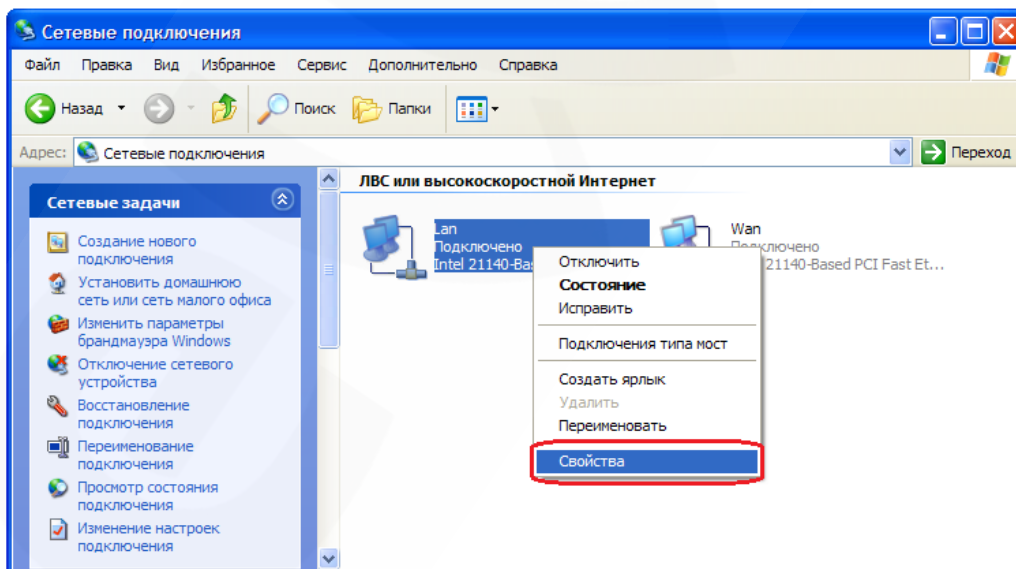 Сетевые подключения
Файл Правка Вид Избранное Сервис Дополнительно Справка
Назад Поиск Папки
Адрес: Сетевые подключения Переход
Сетевые задачи
Создание нового
подключения
Установить домашнюю
сеть или сеть малого офиса
Изменить параметры
брандмауэра Windows
Отключение сетевого
устройства
Восстановление
подключения
Переименование
подключения
Просмотр состояния
подключения
Изменение настроек
подключения
ЛВС или высокоскоростной Интернет
Lan
Подключено
Intel 21140-Ba
Wan
Подключено
21140-Based PCI Fast Et...
Отключить
Состояние
Исправить
Подключения типа мост
Создать ярлык
Удалить
Переименовать
Свойства